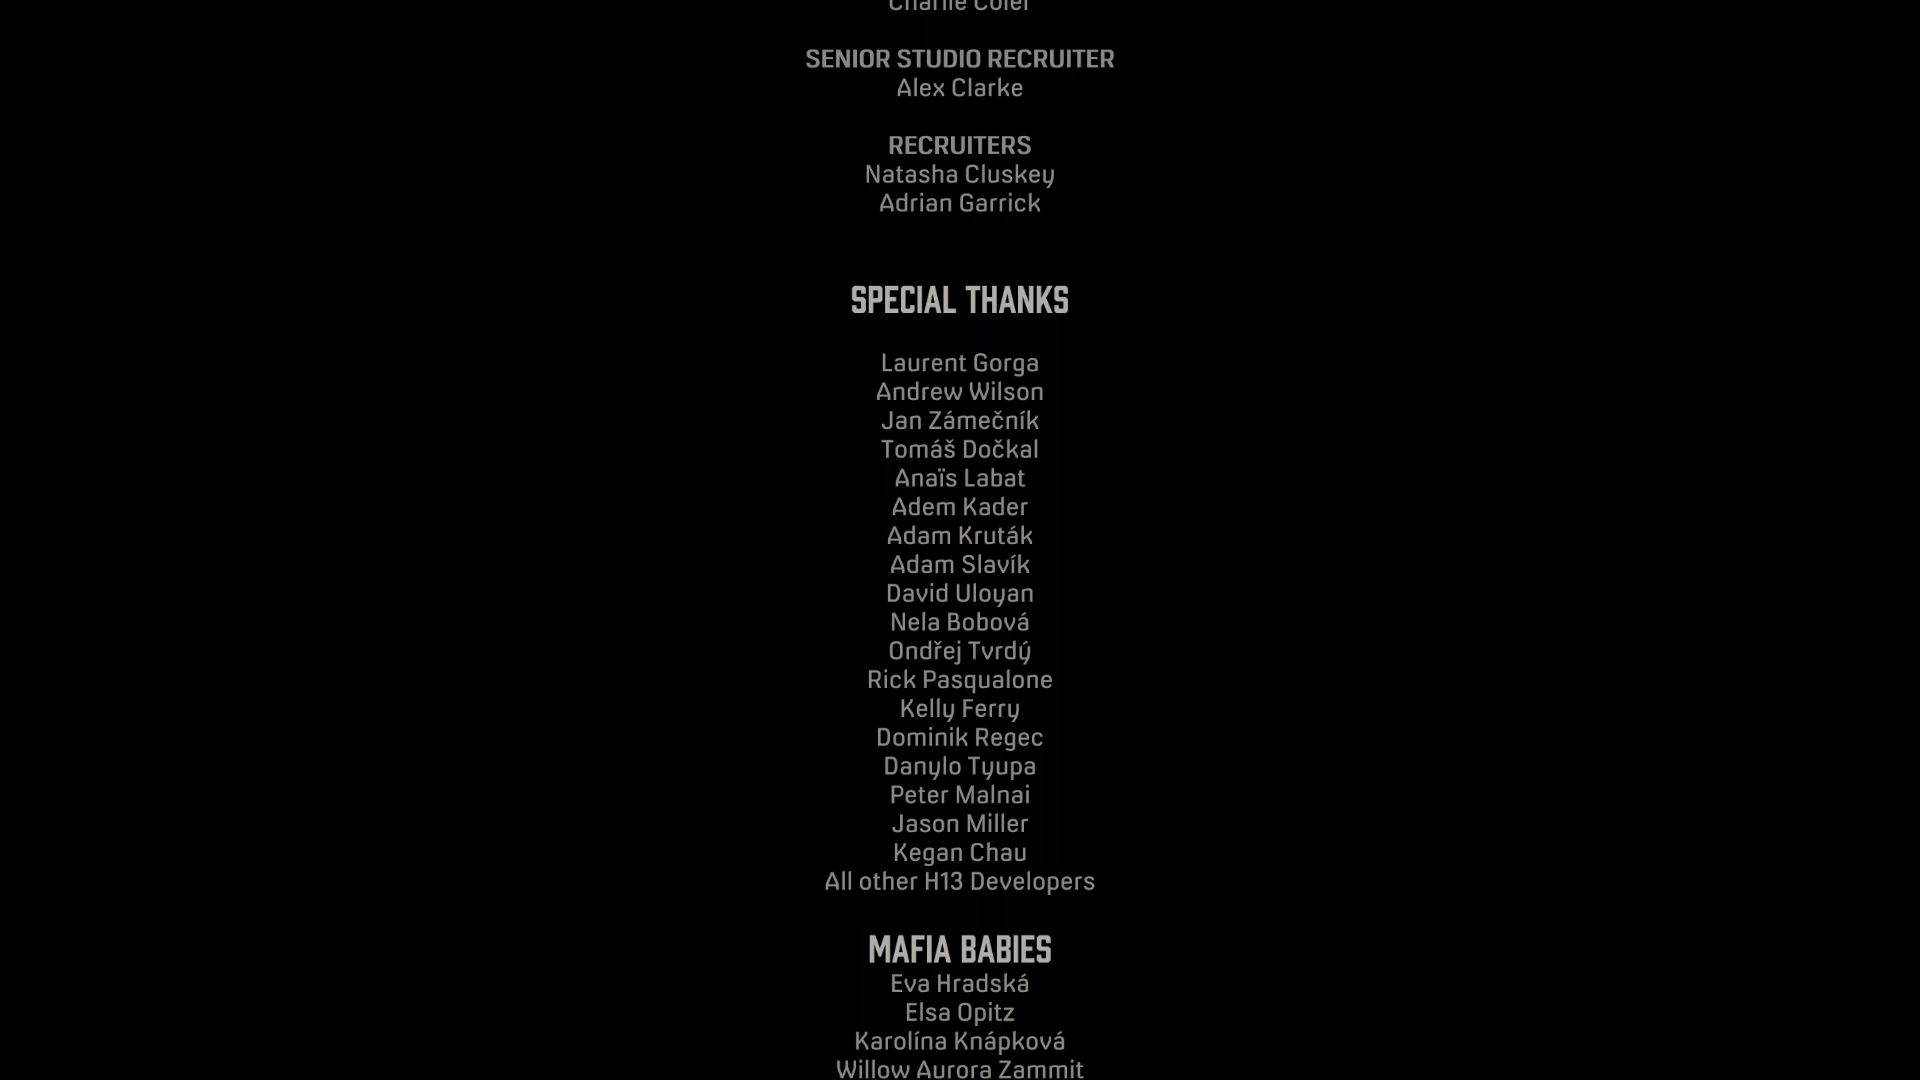 Charlie Coler
SENIOR STUDIO RECRUITER
Alex Clarke
RECRUITERS
Natasha Cluskey
Adrian Garrick
SPECIAL THANKS
Laurent Gorga
Andrew Wilson
Jan Zámečník
Tomáš Dočkal
Anaïs Labat
Adem Kader
Adam Kruták
Adam Slavík
David Uloyan
Nela Bobová
Ondřej Tvrdý
Rick Pasqualone
Kelly Ferry
Dominik Regec
Danylo Tyupa
Peter Malnai
Jason Miller
Kegan Chau
All other H13 Developers
MAFIA BABIES
Eva Hradská
Elsa Opitz
Karolína Knápková
Willow Aurora Zammit